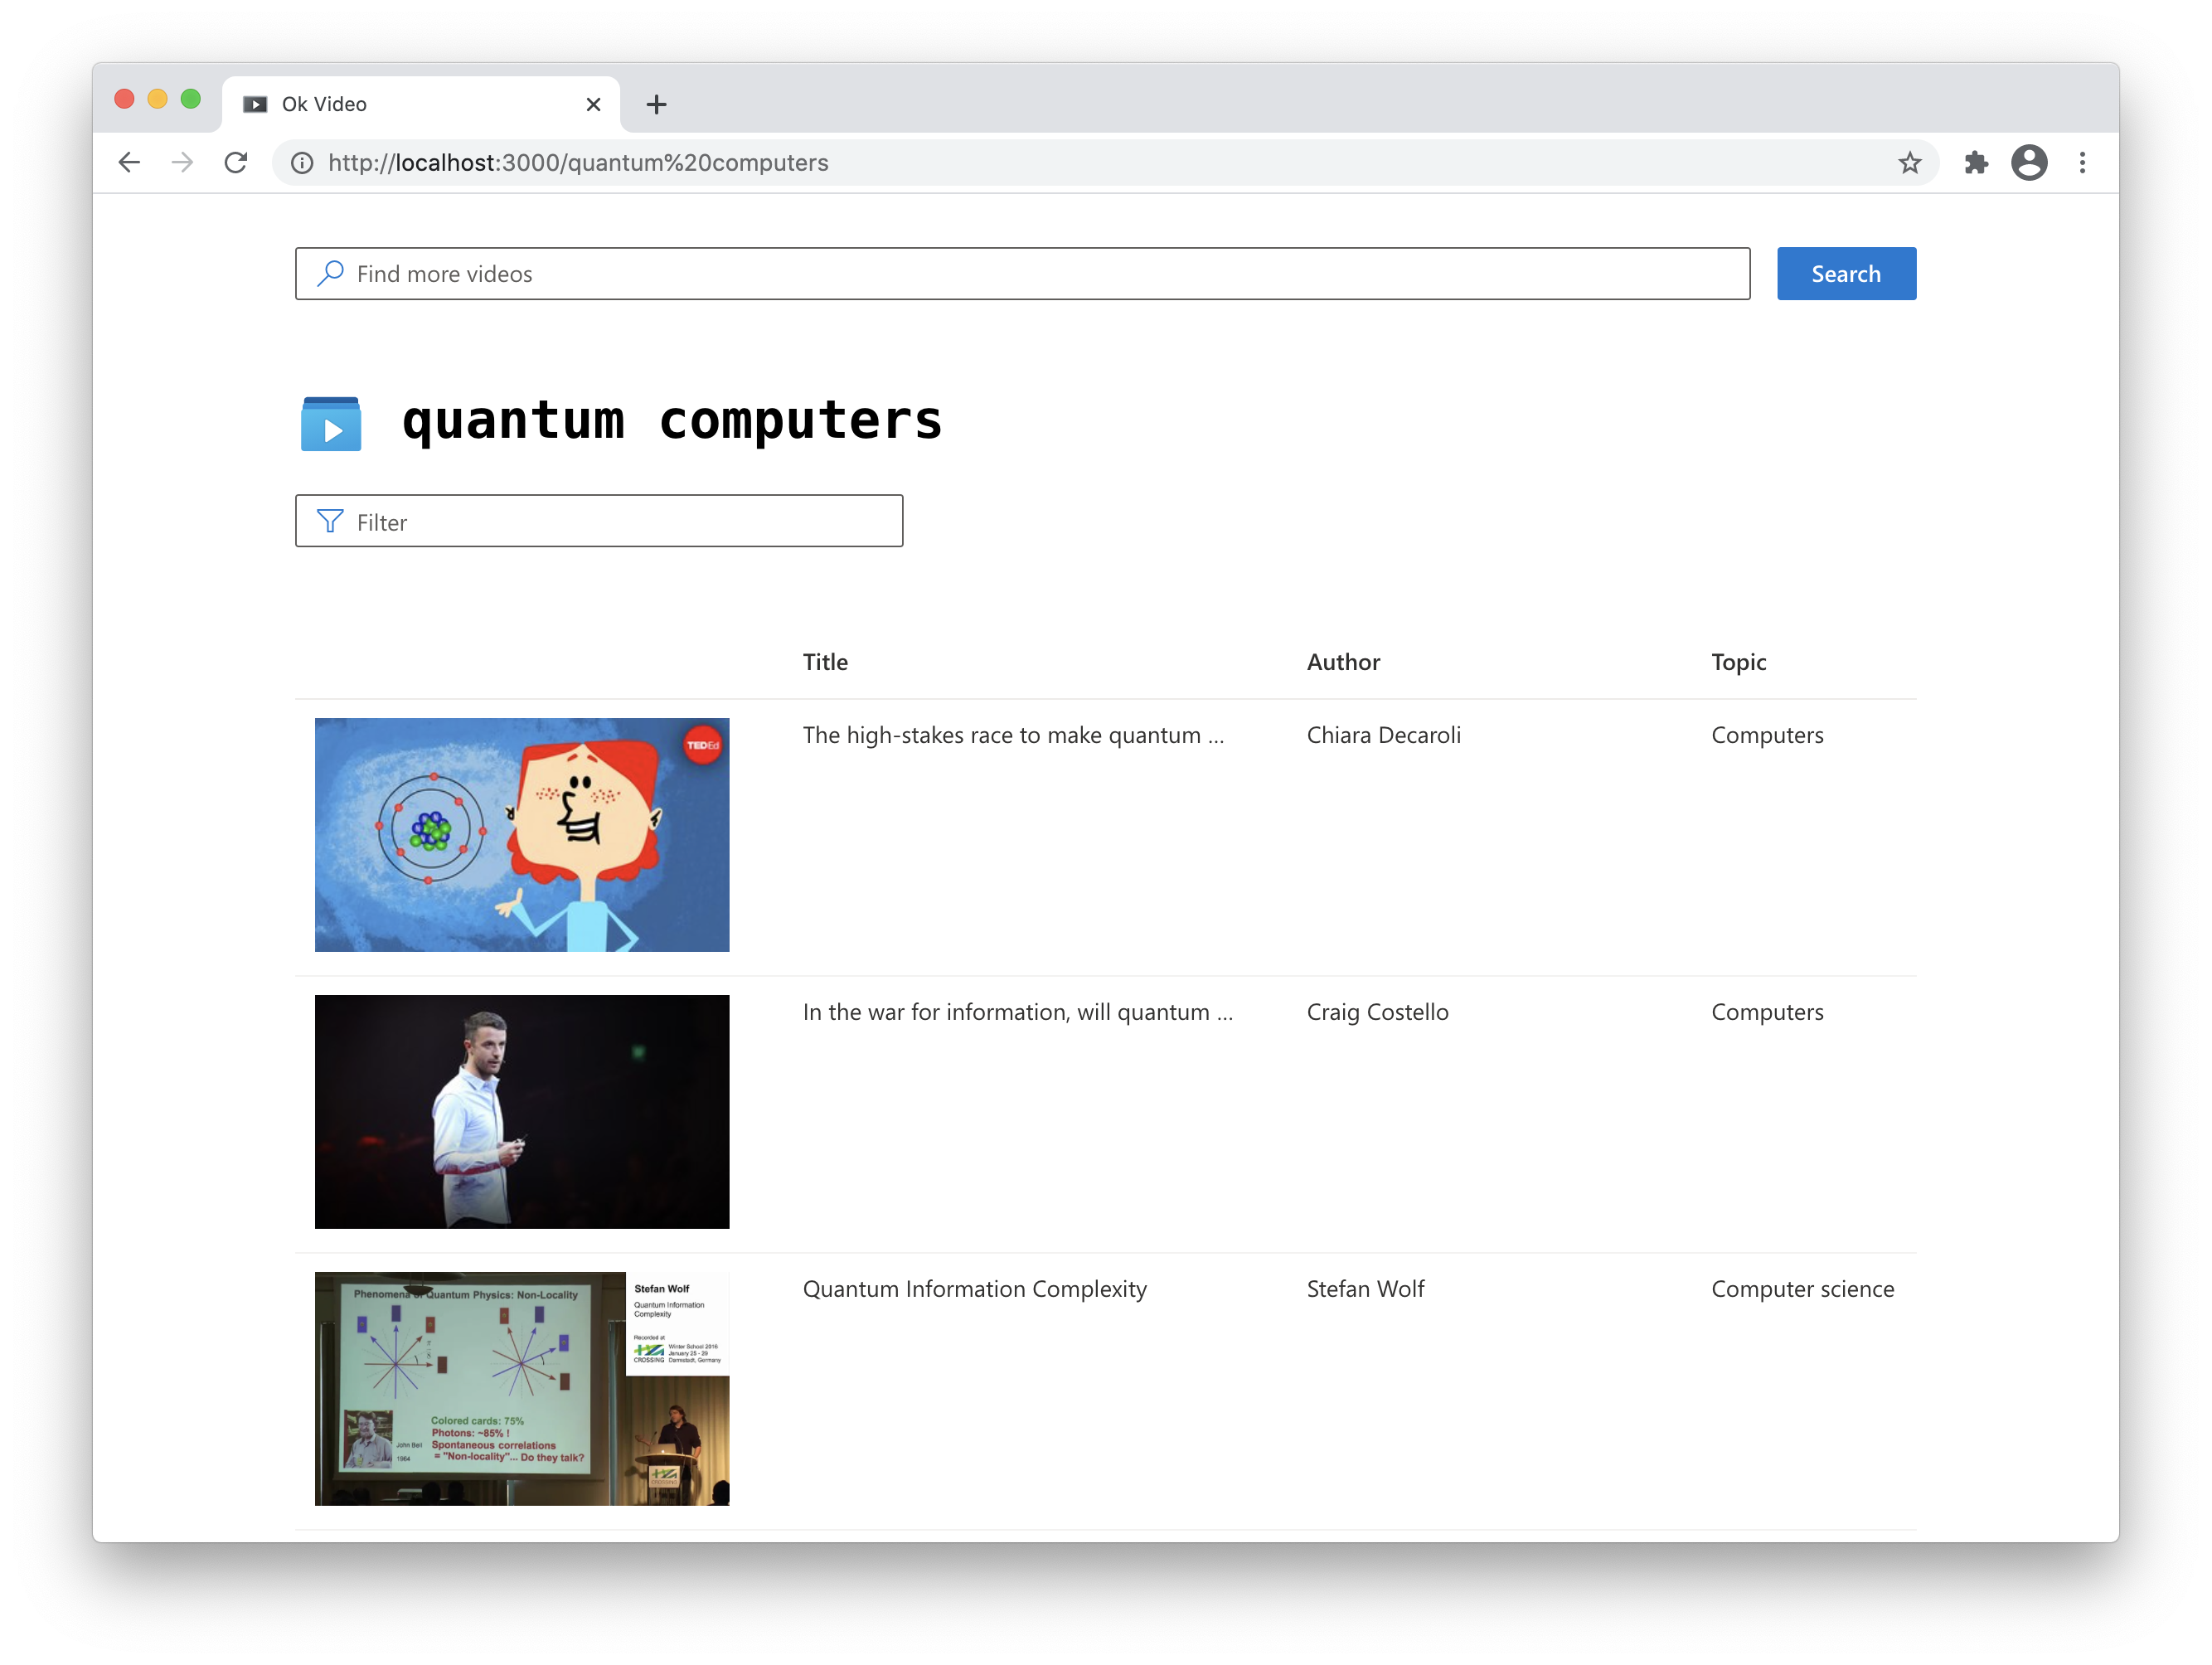 Ok Video
http://localhost:3000/quantum%20computers
Find more videos
Search
quantum computers
Filter
Title Author Topic
TEDEd
The high-stakes race to make quantum ... Chiara Decaroli Computers
In the war for information, will quantum ... Craig Costello Computers
Quantum Information Complexity Stefan Wolf Computer science
Phenomena of Quantum Physics: Non-Locality
Colored cards: 75%
Photons: ~85% !
Spontaneous correlations
= "Non-locality"... Do they talk?
John Bell
1964
Stefan Wolf
Quantum Information
Complexity
Recorded at
Winter School 2016
January 25 - 29
CROSSING Darmstadt, Germany
CROSSING